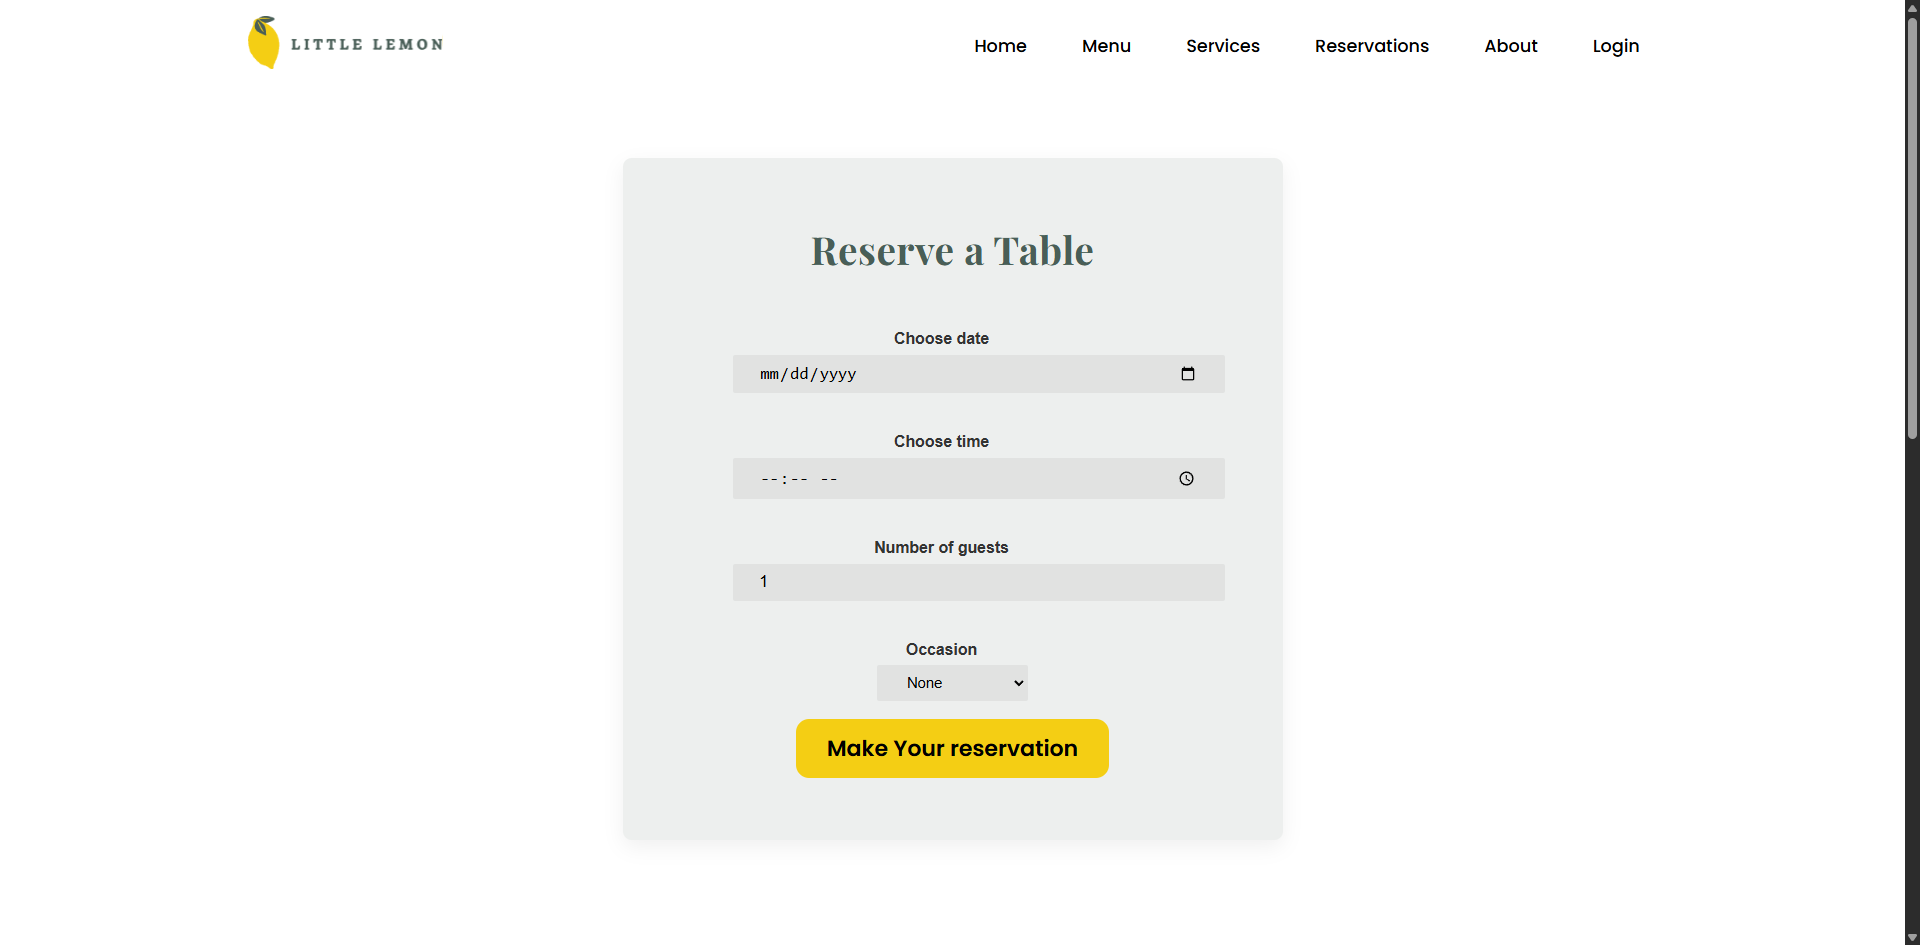 LITTLE LEMON
Home Menu Services Reservations About Login
Reserve a Table
Choose date
mm/dd/yyyy
Choose time
--:-- --
Number of guests
1
Occasion
None
Make Your reservation